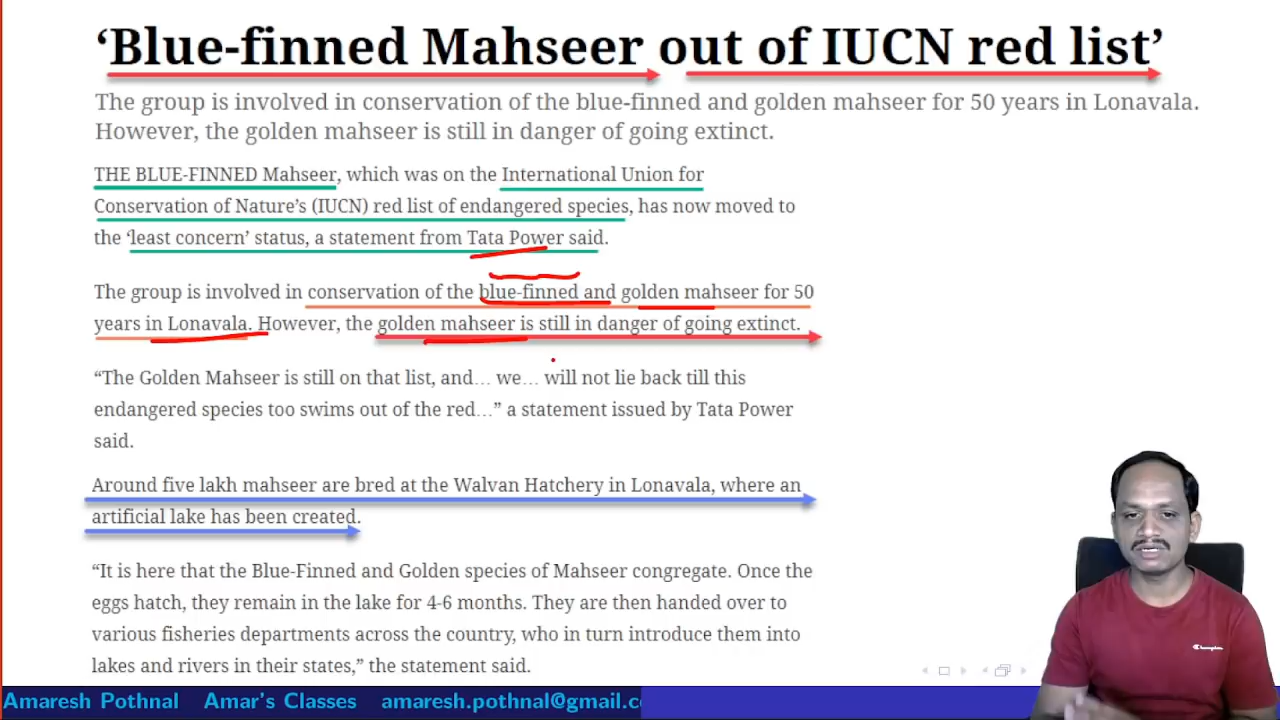 ‘Blue-finned Mahseer out of IUCN red list’
The group is involved in conservation of the blue-finned and golden mahseer for 50 years in Lonavala.
However, the golden mahseer is still in danger of going extinct.
THE BLUE-FINNED Mahseer, which was on the International Union for
Conservation of Nature’s (IUCN) red list of endangered species, has now moved to
the ‘least concern’ status, a statement from Tata Power said.
The group is involved in conservation of the blue-finned and golden mahseer for 50
years in Lonavala. However, the golden mahseer is still in danger of going extinct.
“The Golden Mahseer is still on that list, and… we… will not lie back till this
endangered species too swims out of the red…” a statement issued by Tata Power
said.
Around five lakh mahseer are bred at the Walvan Hatchery in Lonavala, where an
artificial lake has been created.
“It is here that the Blue-Finned and Golden species of Mahseer congregate. Once the
eggs hatch, they remain in the lake for 4-6 months. They are then handed over to
various fisheries departments across the country, who in turn introduce them into
lakes and rivers in their states,” the statement said.
Amaresh Pothnal Amar's Classes amaresh.pothnal@gmail.c